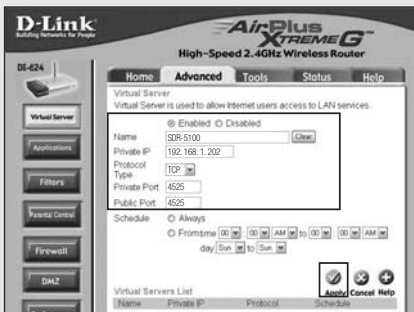 D-Link
Building Networks for People
AirPlus
XTREME G™
High-Speed 2.4GHz Wireless Router
DI-624
Home Advanced Tools Status Help
Virtual Server
Virtual Server is used to allow Internet users access to LAN services.
Enabled Disabled
Name SDR-5100 Clear
Private IP 192.168.1.202
Protocol Type TCP
Private Port 4525
Public Port 4525
Schedule Always
From time 00 : 00 AM to 00 : 00 AM
day Sun to Sun
Apply Cancel Help
Virtual Servers List
Name Private IP Protocol Schedule
Virtual Server
Applications
Filters
Parental Control
Firewall
DMZ